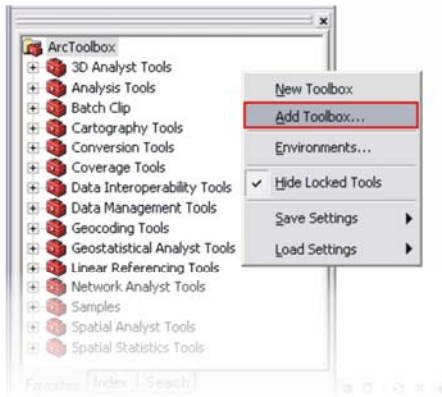 ArcToolbox
3D Analyst Tools
Analysis Tools
Batch Clip
Cartography Tools
Conversion Tools
Coverage Tools
Data Interoperability Tools
Data Management Tools
Geocoding Tools
Geostatistical Analyst Tools
Linear Referencing Tools
Network Analyst Tools
Samples
Spatial Analyst Tools
Spatial Statistics Tools
Favorites Index Search
New Toolbox
Add Toolbox...
Environments...
Hide Locked Tools
Save Settings
Load Settings